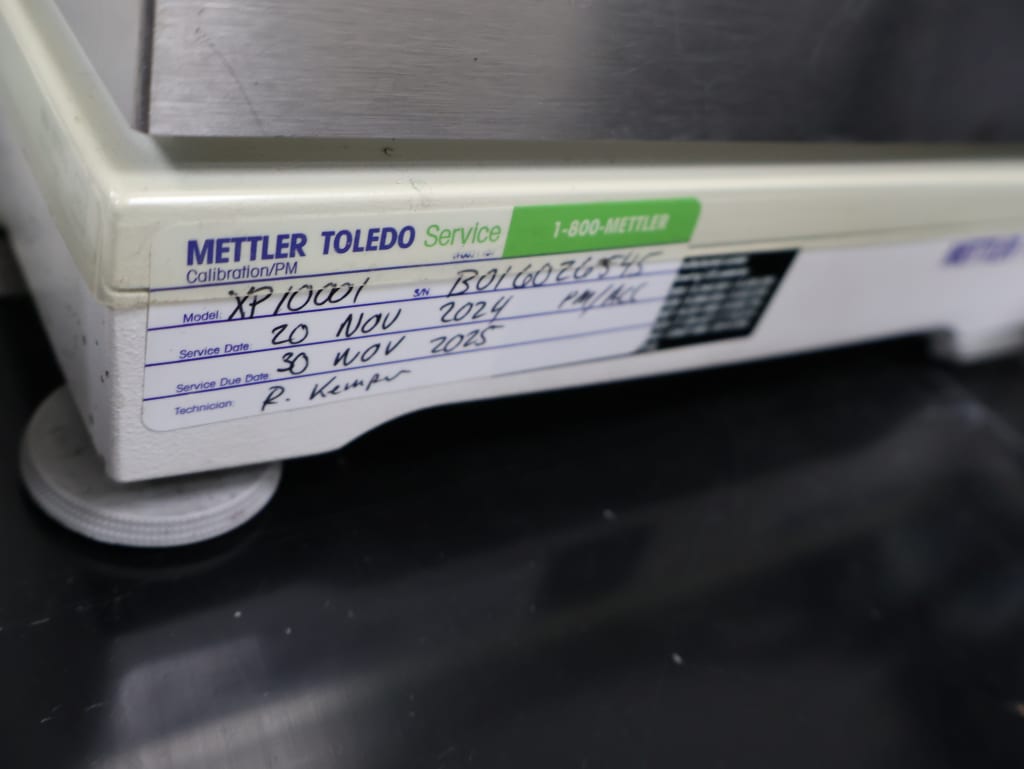 METTLER TOLEDO Service 1-800-METTLER
Calibration/PM
Model: XP10001 S/N B016026545
Service Date 20 NOV 2024 PM/ACC
Service Due Date 30 NOV 2025
Technician: R.
METTLER